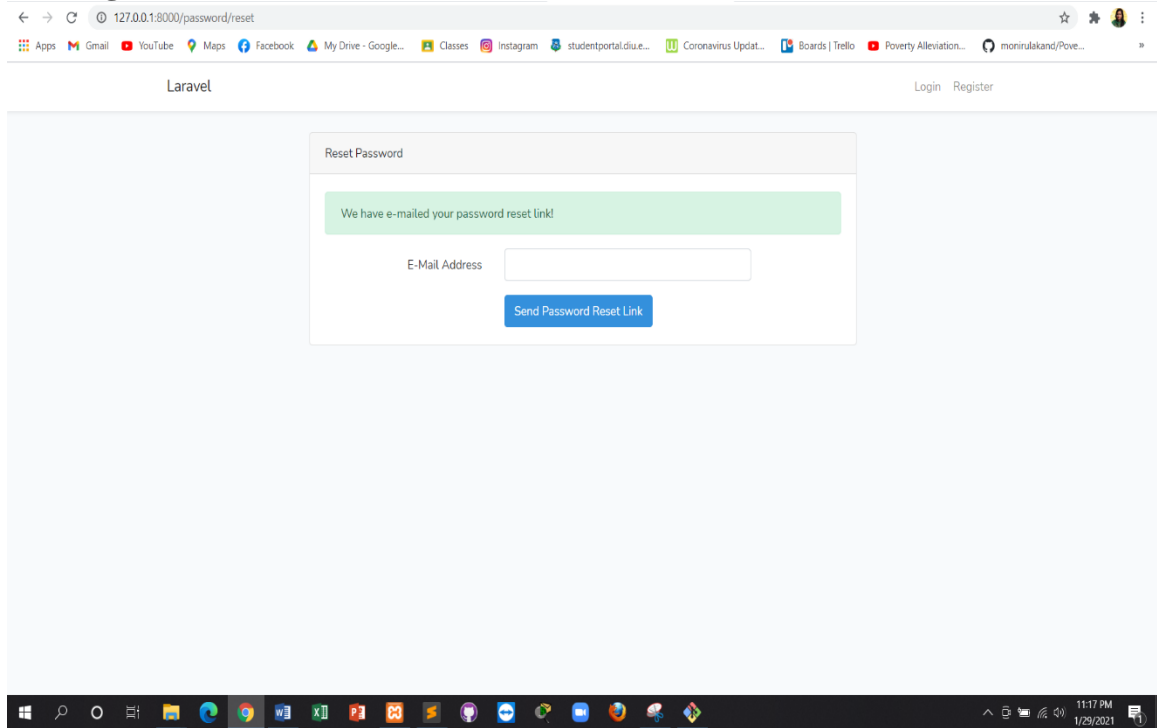 127.0.0.1:8000/password/reset
Apps Gmail YouTube Maps Facebook My Drive - Google... Classes Instagram studentportal.diu.e... Coronavirus Updat... Boards | Trello Poverty Alleviation... monirulakand/Pove... »
Laravel Login Register
Reset Password
We have e-mailed your password reset link!
E-Mail Address
Send Password Reset Link
11:17 PM
1/29/2021